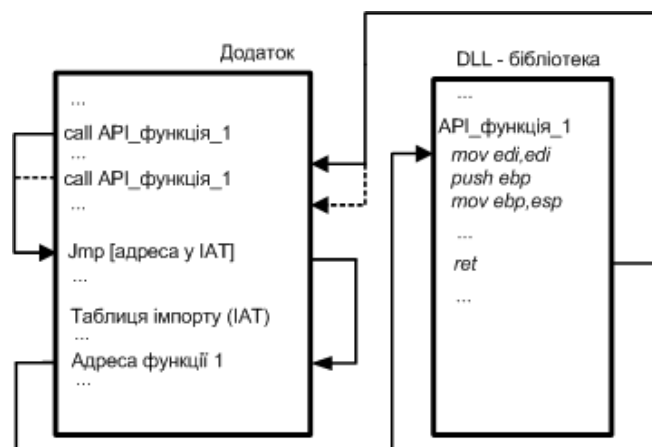 Додаток
...
call API_функція_1
...
call API_функція_1
...
Jmp [адреса у IAT]
...
Таблиця імпорту (IAT)
...
Адреса функції 1
...
DLL - бібліотека
...
API_функція_1
mov edi,edi
push ebp
mov ebp,esp
...
ret
...